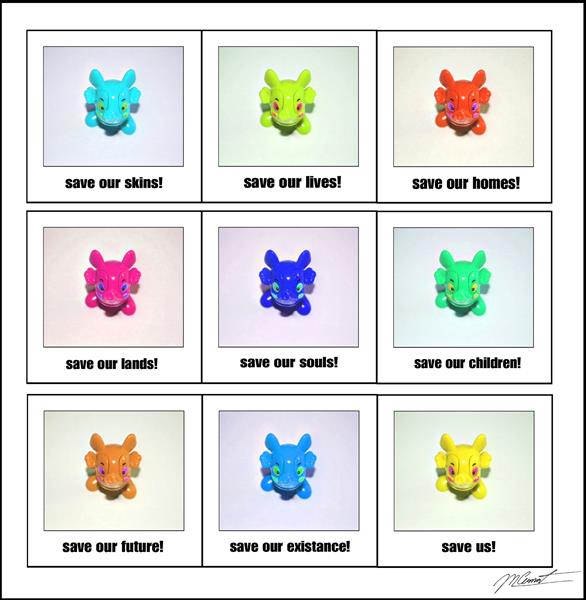 save our skins!
save our lives!
save our homes!
save our lands!
save our souls!
save our children!
save our future!
save our existance!
save us!